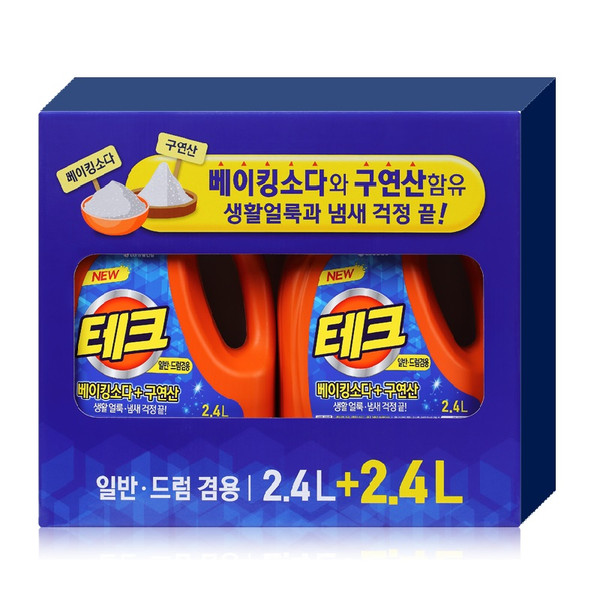 베이킹소다
구연산
베이킹소다와 구연산함유
생활얼룩과 냄새 걱정 끝!
NEW
테크
일반·드럼겸용
베이킹소다+구연산
생활 얼룩·냄새 걱정 끝!
2.4L
NEW
테크
일반·드럼겸용
베이킹소다+구연산
생활 얼룩·냄새 걱정 끝!
2.4L
일반·드럼 겸용 | 2.4L+2.4L